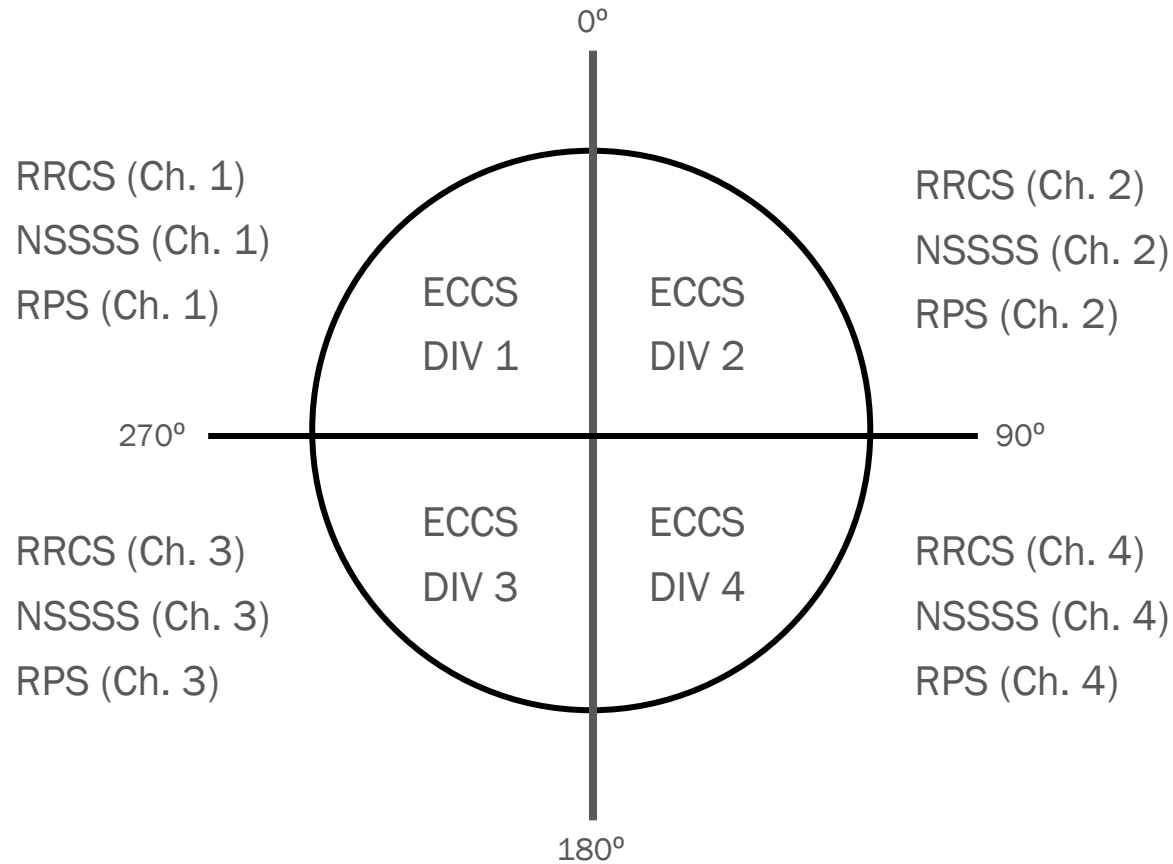 0º
RRCS (Ch. 1)
NSSSS (Ch. 1)
RPS (Ch. 1)
RRCS (Ch. 2)
NSSSS (Ch. 2)
RPS (Ch. 2)
ECCS
DIV 1
ECCS
DIV 2
270º
90º
ECCS
DIV 3
ECCS
DIV 4
RRCS (Ch. 3)
NSSSS (Ch. 3)
RPS (Ch. 3)
RRCS (Ch. 4)
NSSSS (Ch. 4)
RPS (Ch. 4)
180º